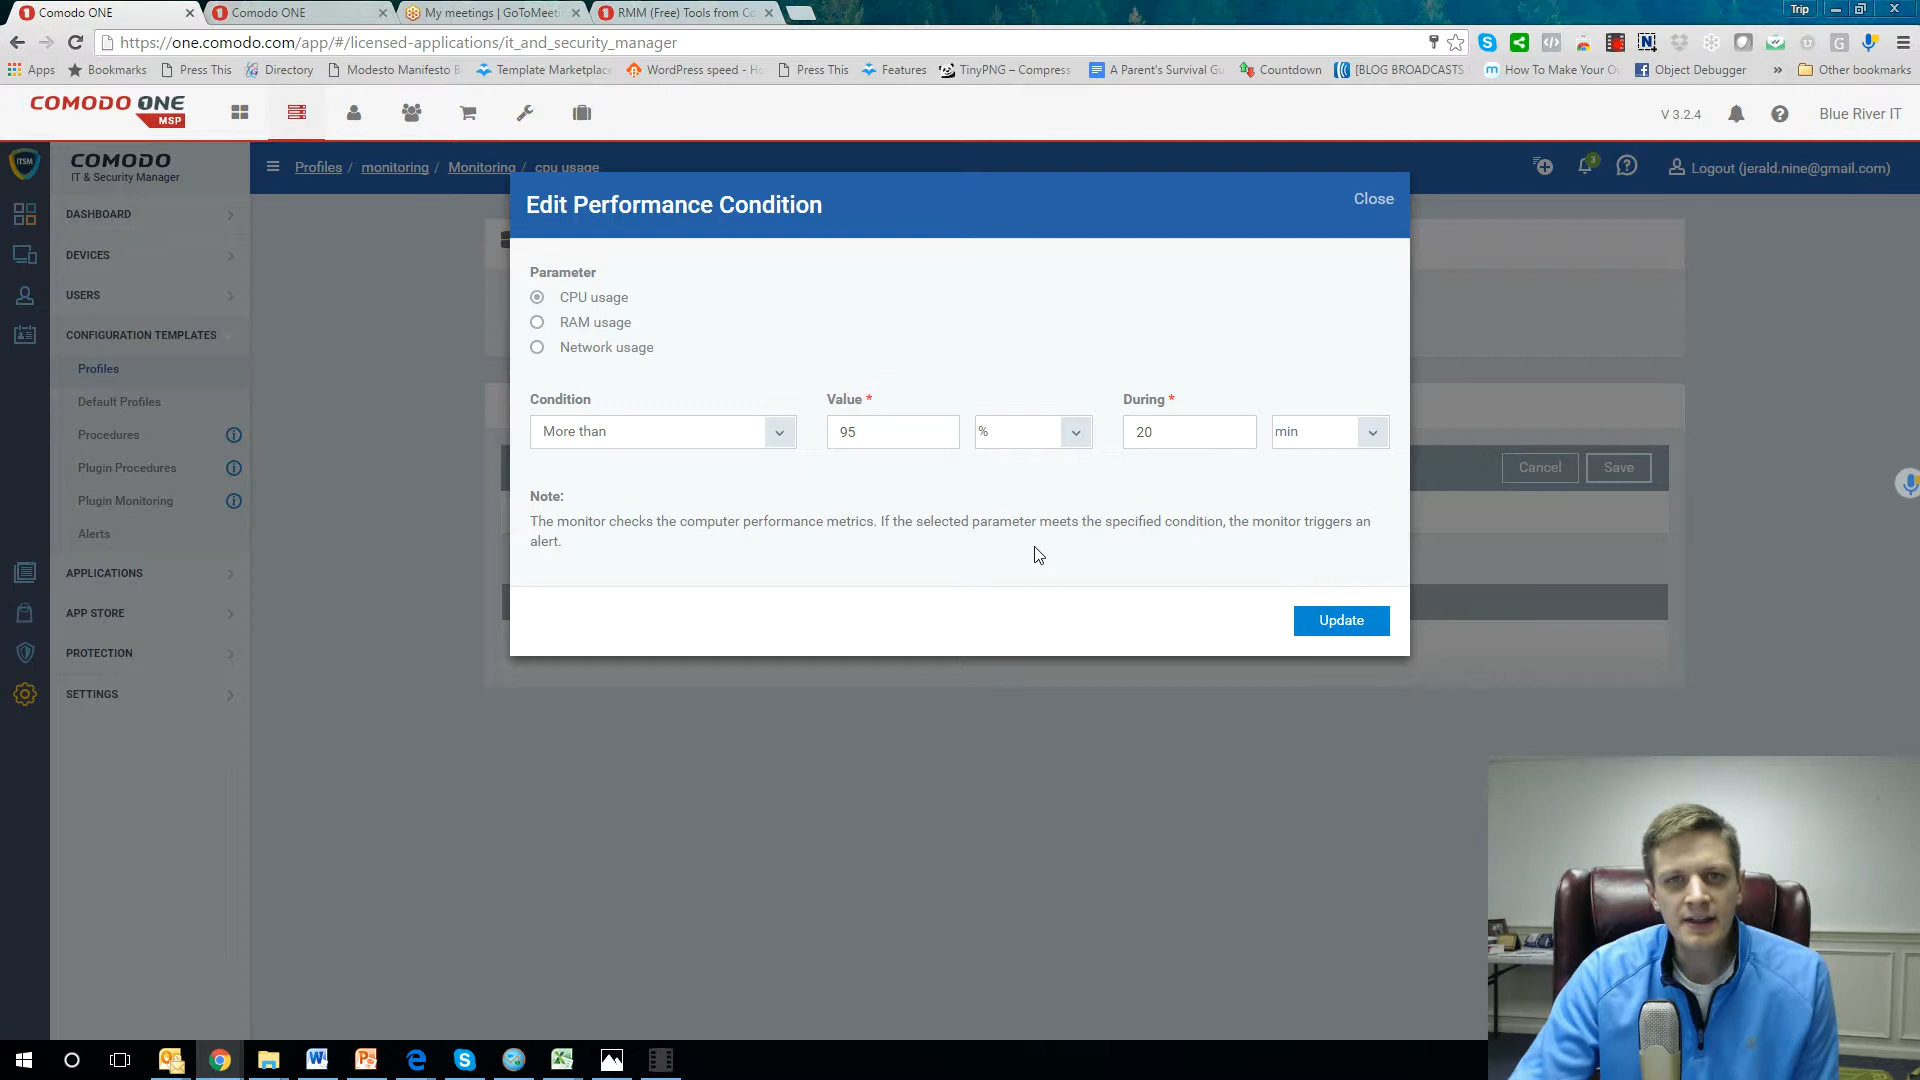 Comodo ONE
Comodo ONE
My meetings | GoToMeeti
RMM (Free) Tools from Co
Trip
https://one.comodo.com/app/#/licensed-applications/it_and_security_manager
Apps
Bookmarks
Press This
Directory
Modesto Manifesto B
Template Marketplac
WordPress speed - Ho
Press This
Features
TinyPNG – Compress
A Parent's Survival Gu
Countdown
[BLOG BROADCASTS
How To Make Your O
Object Debugger
»
Other bookmarks
COMODO ONE
MSP
V 3.2.4
Blue River IT
ITSM
COMODO
IT & Security Manager
Profiles / monitoring / Monitoring / cpu usage
3
Logout (jerald.nine@gmail.com)
DASHBOARD
DEVICES
USERS
CONFIGURATION TEMPLATES
Profiles
Default Profiles
Procedures
Plugin Procedures
Plugin Monitoring
Alerts
APPLICATIONS
APP STORE
PROTECTION
SETTINGS
Edit Performance Condition
Close
Parameter
CPU usage
RAM usage
Network usage
Condition
Value *
During *
More than
95
%
20
min
Cancel
Save
Note:
The monitor checks the computer performance metrics. If the selected parameter meets the specified condition, the monitor triggers an
alert.
Update